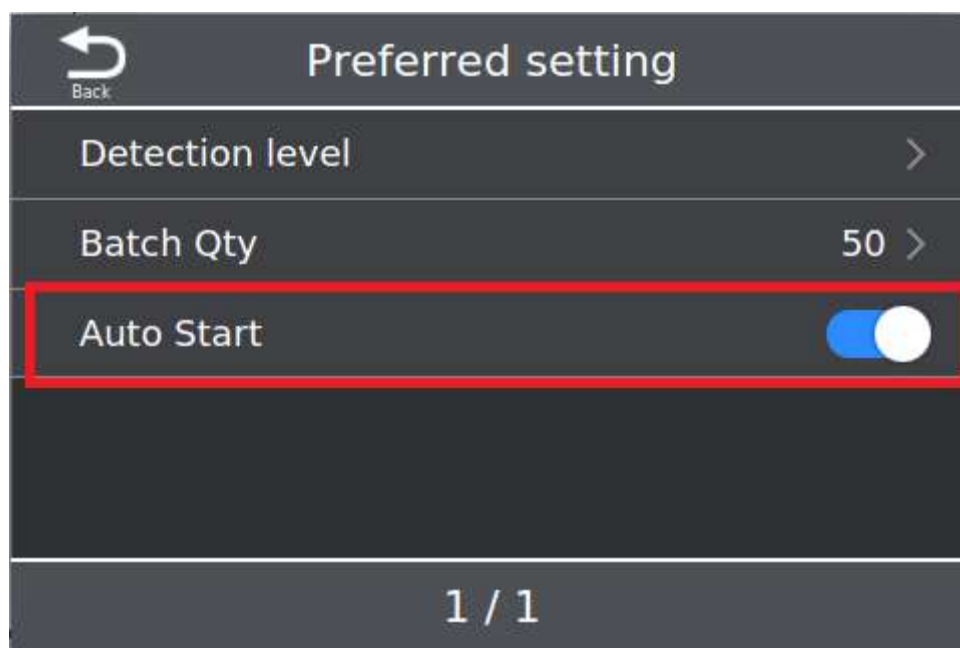 Preferred setting
Back
Detection level
Batch Qty 50
Auto Start
1 / 1